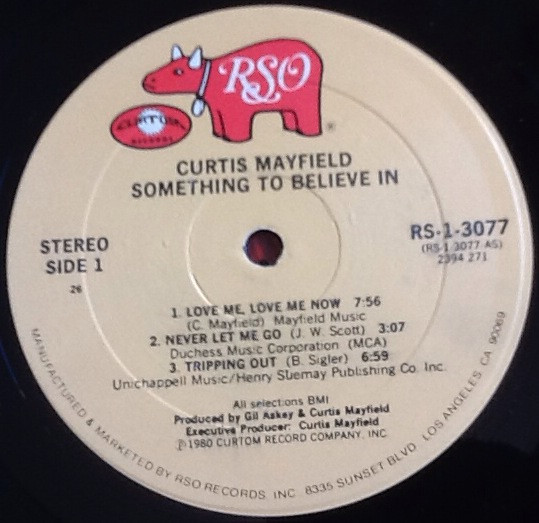 RSO
®
CURTOM
RECORDS
CURTIS MAYFIELD
SOMETHING TO BELIEVE IN
STEREO
SIDE 1
26
RS-1-3077
(RS-1-3077 AS)
2394 271
1. LOVE ME, LOVE ME NOW 7:56
(C. Mayfield) Mayfield Music
2. NEVER LET ME GO (J. W. Scott) 3:07
Duchess Music Corporation (MCA)
3. TRIPPING OUT (B. Sigler) 6:59
Unichappell Music/Henry Suemay Publishing Co. Inc.
All selections BMI
Produced by Gil Askey & Curtis Mayfield
Executive Producer: Curtis Mayfield
℗1980 CURTOM RECORD COMPANY, INC.
MANUFACTURED & MARKETED BY RSO RECORDS, INC. 8335 SUNSET BLVD. LOS ANGELES, CA 90069